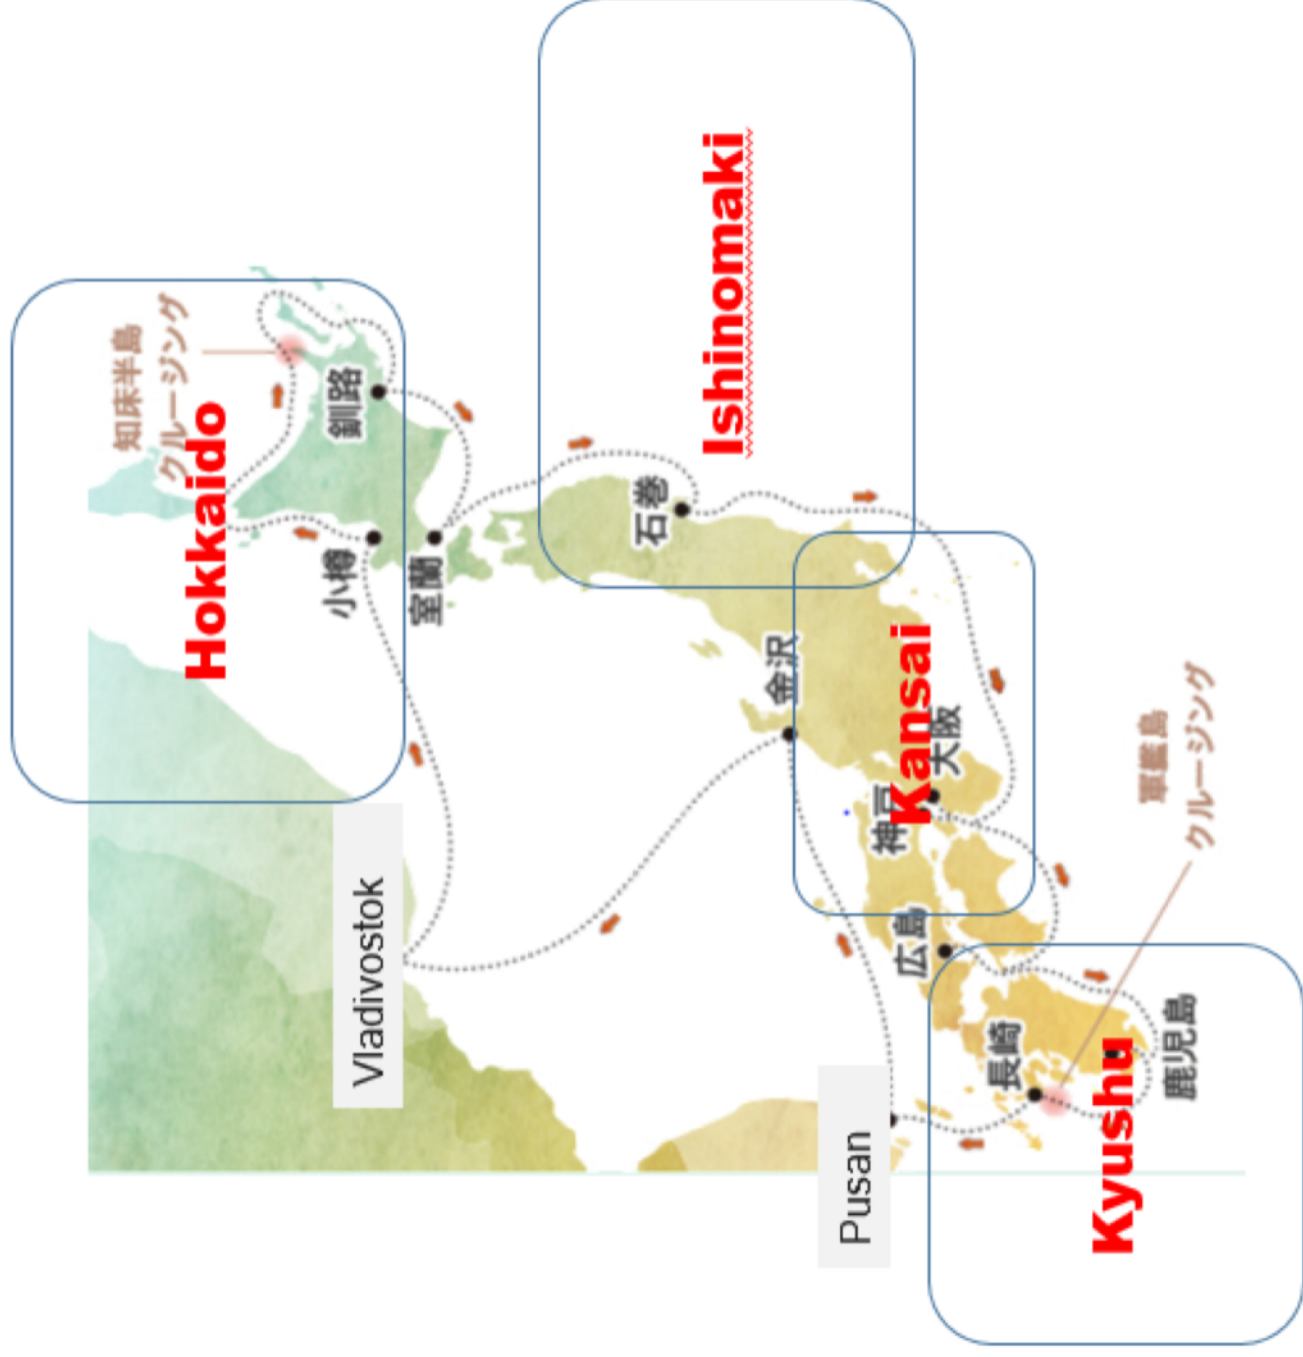 知床半島
クルージング
Hokkaido
釧路
小樽
室蘭
Ishinomaki
石巻
Vladivostok
金沢
Kansai
大阪
神戸
広島
Pusan
長崎
Kyushu
鹿児島
軍艦島
クルージング